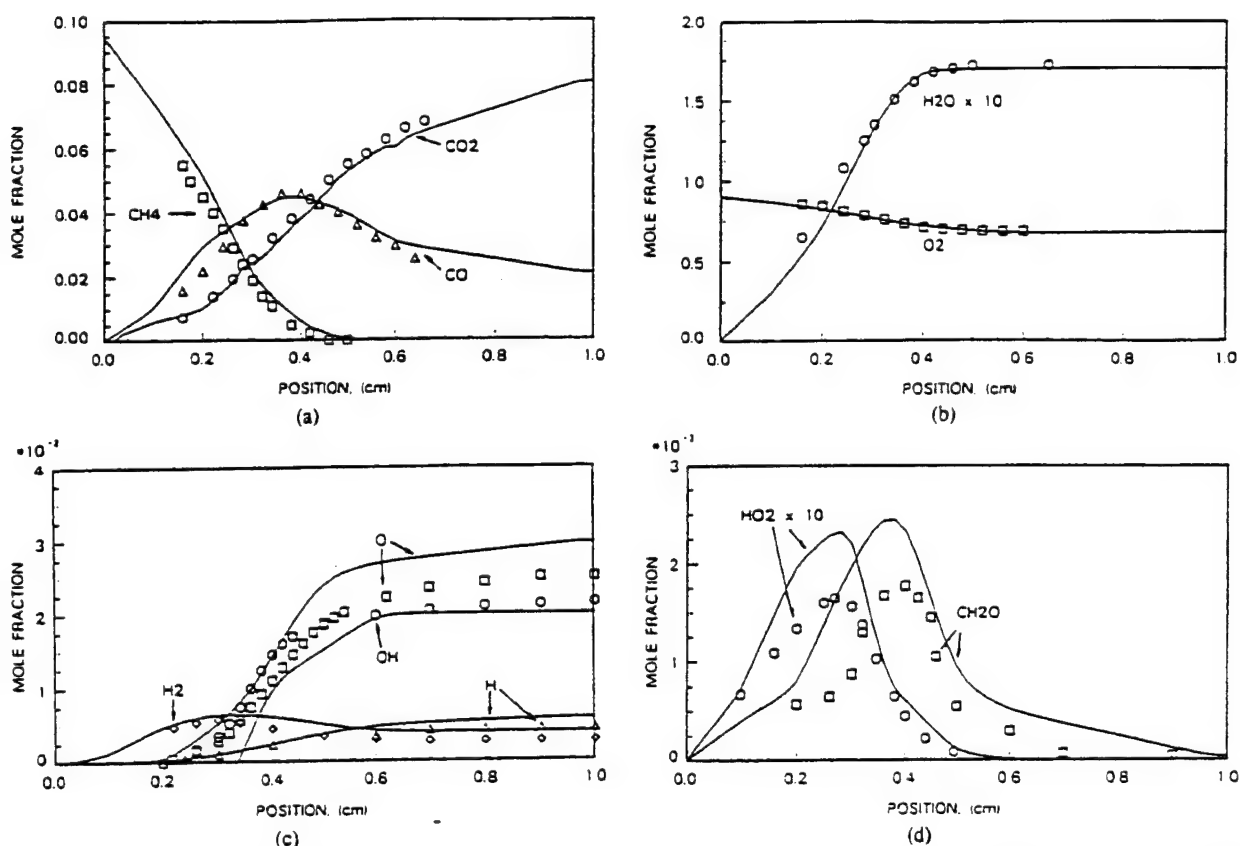 0.10
0.08
0.06
0.04
0.02
0.00
MOLE FRACTION
CH4
CO2
CO
0.0 0.2 0.4 0.6 0.8 1.0
POSITION, (cm)
(a)
2.0
1.5
1.0
0.5
0.0
MOLE FRACTION
H2O x 10
O2
0.0 0.2 0.4 0.6 0.8 1.0
POSITION, (cm)
(b)
*10⁻²
4
3
2
1
0
MOLE FRACTION
O
OH
H2
H
0.0 0.2 0.4 0.6 0.8 1.0
POSITION, (cm)
(c)
*10⁻³
3
2
1
0
MOLE FRACTION
HO2 x 10
CH2O
0.0 0.2 0.4 0.6 0.8 1.0
POSITION, (cm)
(d)